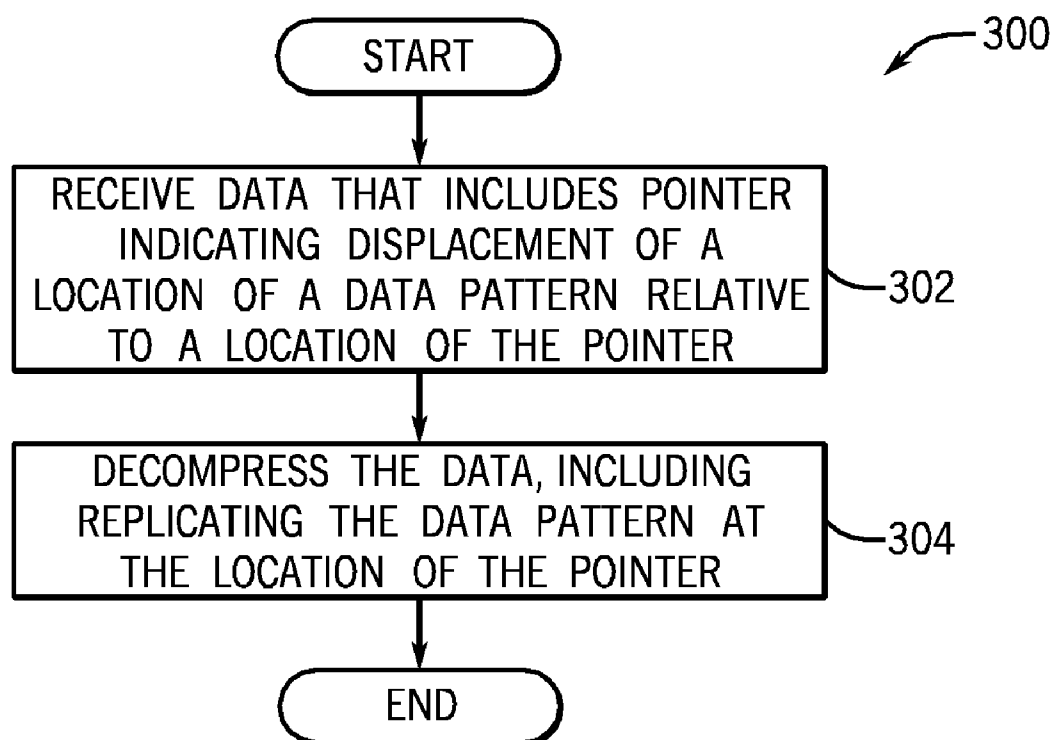 START
300
RECEIVE DATA THAT INCLUDES POINTER
INDICATING DISPLACEMENT OF A
LOCATION OF A DATA PATTERN RELATIVE
TO A LOCATION OF THE POINTER
302
DECOMPRESS THE DATA, INCLUDING
REPLICATING THE DATA PATTERN AT
THE LOCATION OF THE POINTER
304
END